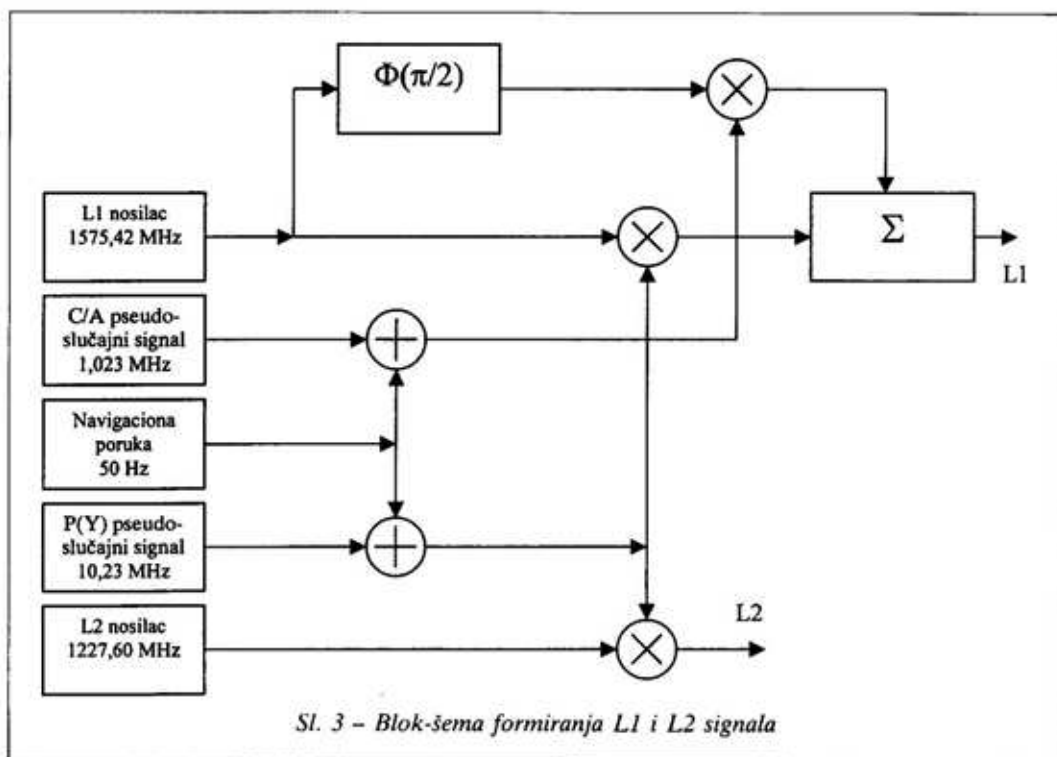 Φ(π/2)
×
L1 nosilac
1575,42 MHz
×
Σ
L1
C/A pseudo-
slučajni signal
1,023 MHz
+
Navigaciona
poruka
50 Hz
P(Y) pseudo-
slučajni signal
10,23 MHz
+
L2 nosilac
1227,60 MHz
×
L2
Sl. 3 – Blok-šema formiranja L1 i L2 signala